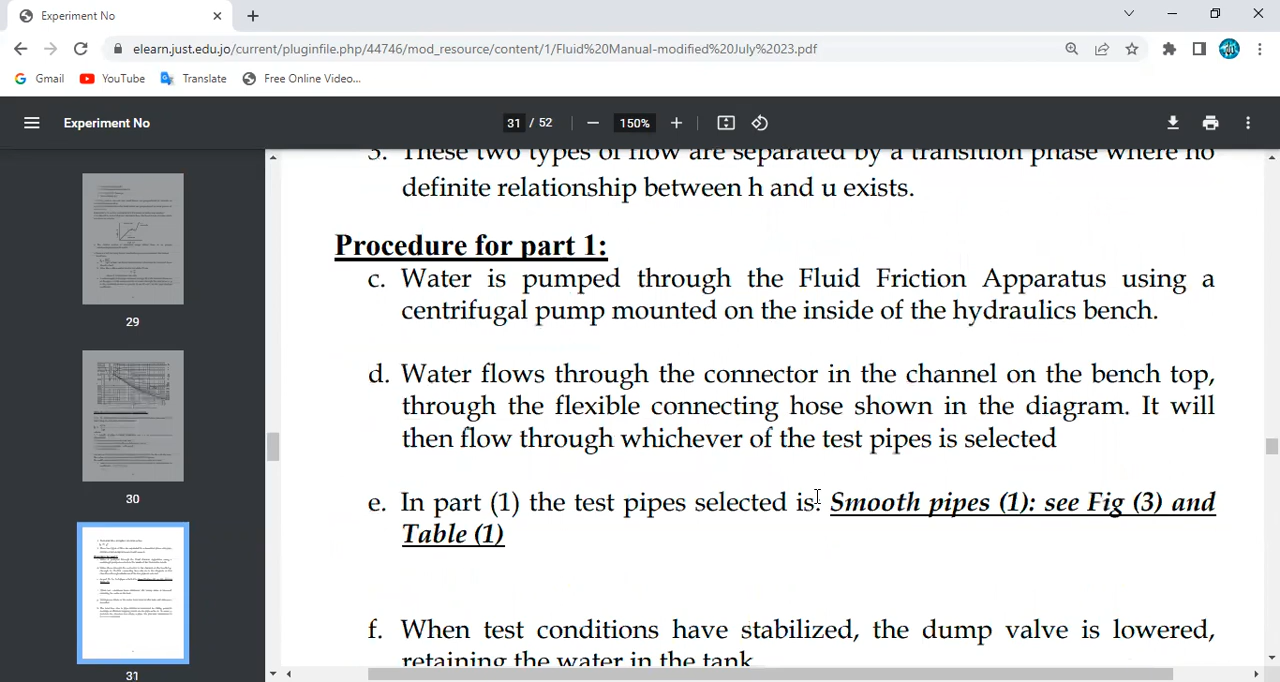 Experiment No
elearn.just.edu.jo/current/pluginfile.php/44746/mod_resource/content/1/Fluid%20Manual-modified%20July%202023.pdf
Gmail YouTube Translate Free Online Video...
Experiment No 31 / 52 150%
29
30
31
3. These two types of flow are separated by a transition phase where no
definite relationship between h and u exists.
Procedure for part 1:
c. Water is pumped through the Fluid Friction Apparatus using a
centrifugal pump mounted on the inside of the hydraulics bench.
d. Water flows through the connector in the channel on the bench top,
through the flexible connecting hose shown in the diagram. It will
then flow through whichever of the test pipes is selected
e. In part (1) the test pipes selected is: Smooth pipes (1): see Fig (3) and
Table (1)
f. When test conditions have stabilized, the dump valve is lowered,
retaining the water in the tank